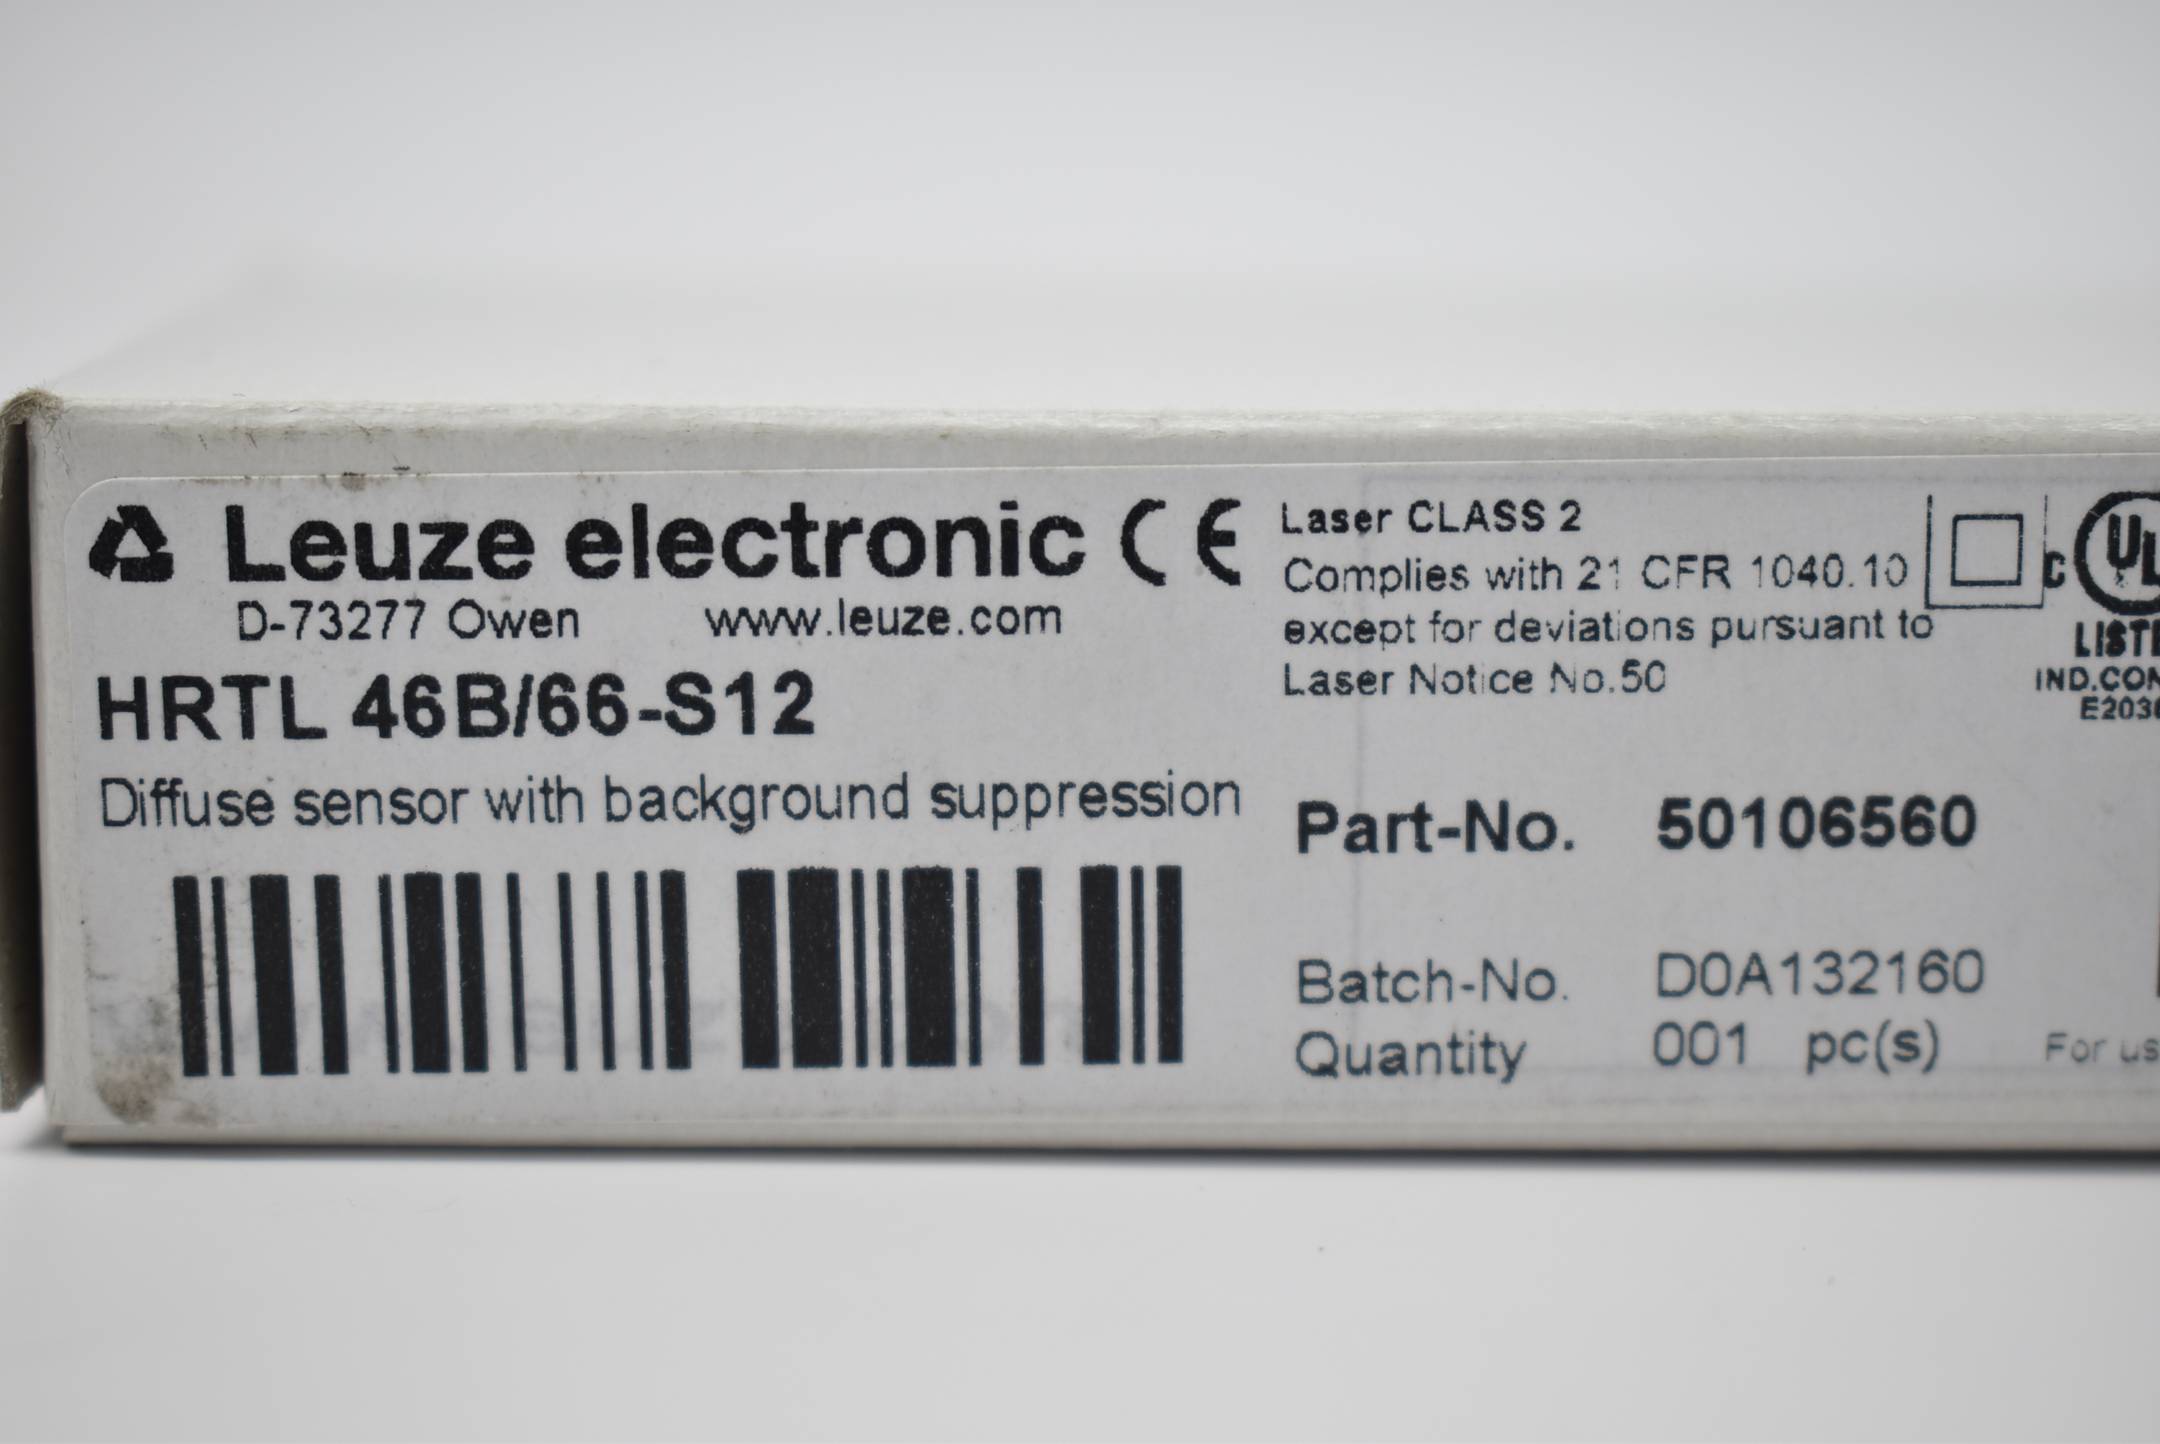 Leuze electronic CE
D-73277 Owen www.leuze.com
HRTL 46B/66-S12
Diffuse sensor with background suppression
Laser CLASS 2
Complies with 21 CFR 1040.10
except for deviations pursuant to
Laser Notice No.50
C UL
Part-No. 50106560
Batch-No. D0A132160
Quantity 001 pc(s)
For